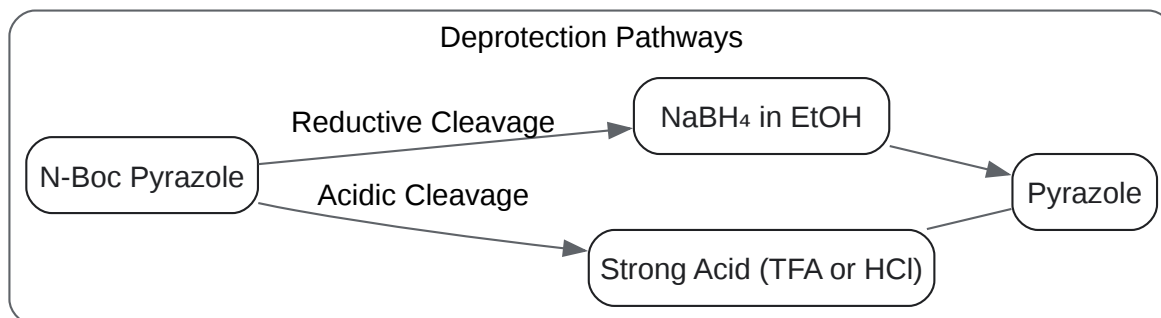 Deprotection Pathways
NaBH₄ in EtOH
Reductive Cleavage
N-Boc Pyrazole
Pyrazole
Acidic Cleavage
Strong Acid (TFA or HCl)